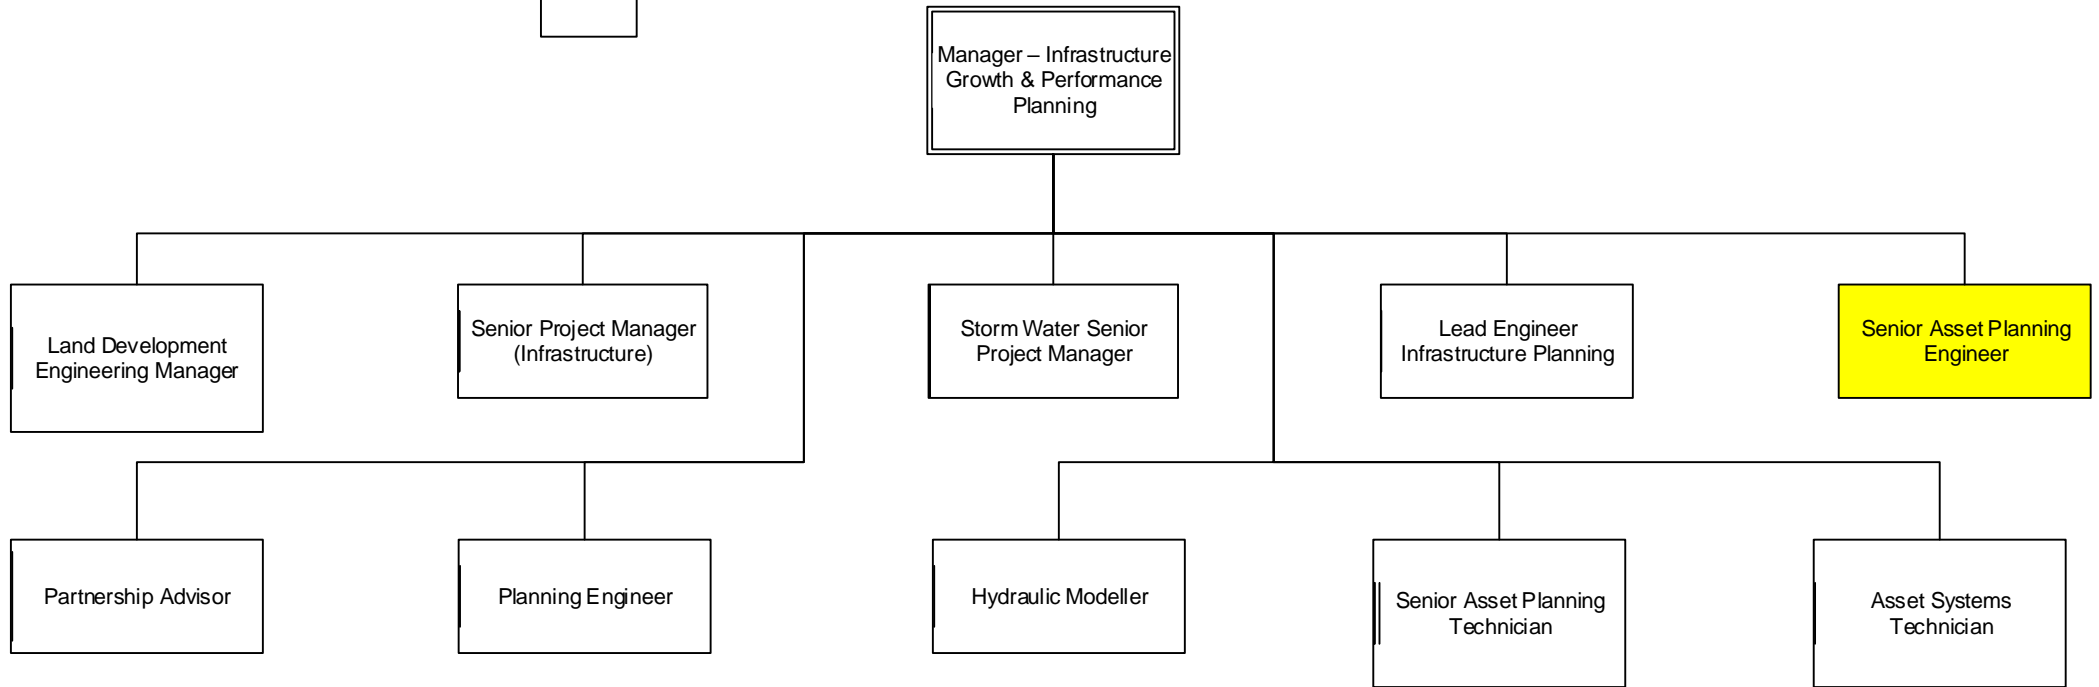 Manager – Infrastructure
Growth & Performance
Planning
Land Development
Engineering Manager
Senior Project Manager
(Infrastructure)
Storm Water Senior
Project Manager
Lead Engineer
Infrastructure Planning
Senior Asset Planning
Engineer
Partnership Advisor
Planning Engineer
Hydraulic Modeller
Senior Asset Planning
Technician
Asset Systems
Technician